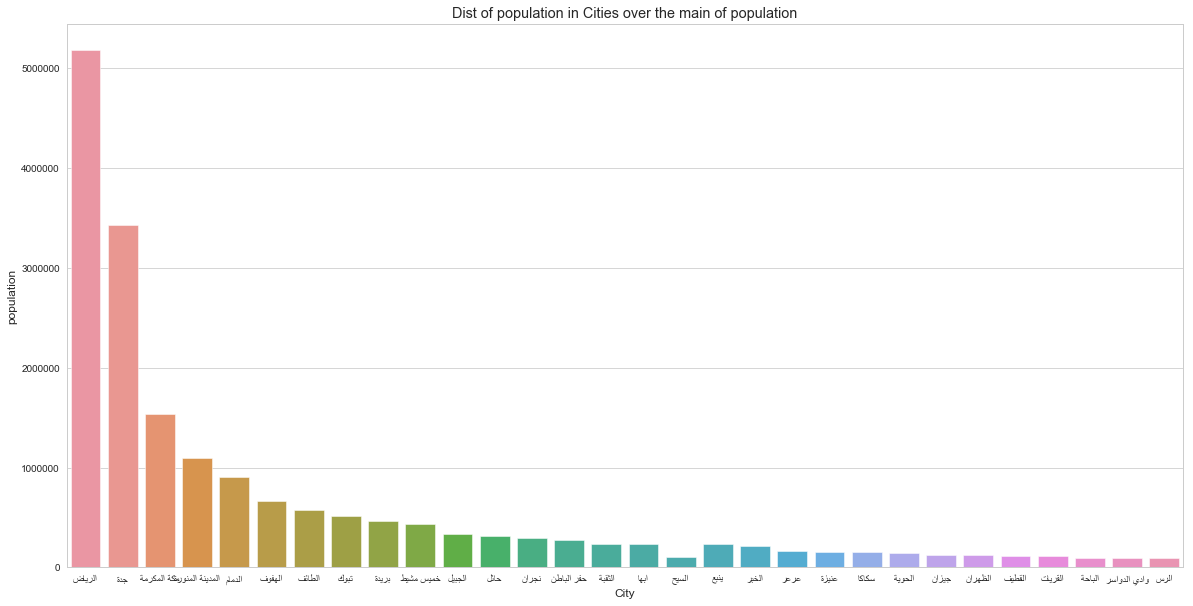 Dist of population in Cities over the main of population
population
5000000
4000000
3000000
2000000
1000000
0
الرياض
جدة
مكة المكرمة
المدينة المنورة
الدمام
الهفوف
الطائف
تبوك
بريدة
خميس مشيط
الجبيل
حائل
نجران
حفر الباطن
الثقبة
ابها
السيح
ينبع
الخبر
عرعر
عنيزة
سكاكا
الحوية
جيزان
الظهران
القطيف
القريات
الباحة
وادي الدواسر
الرس
City